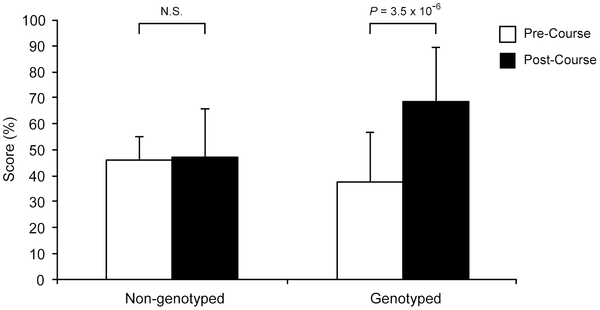 N.S.
P = 3.5 x 10⁻⁶
Pre-Course
Post-Course
Score (%)
100
90
80
70
60
50
40
30
20
10
0
Non-genotyped
Genotyped